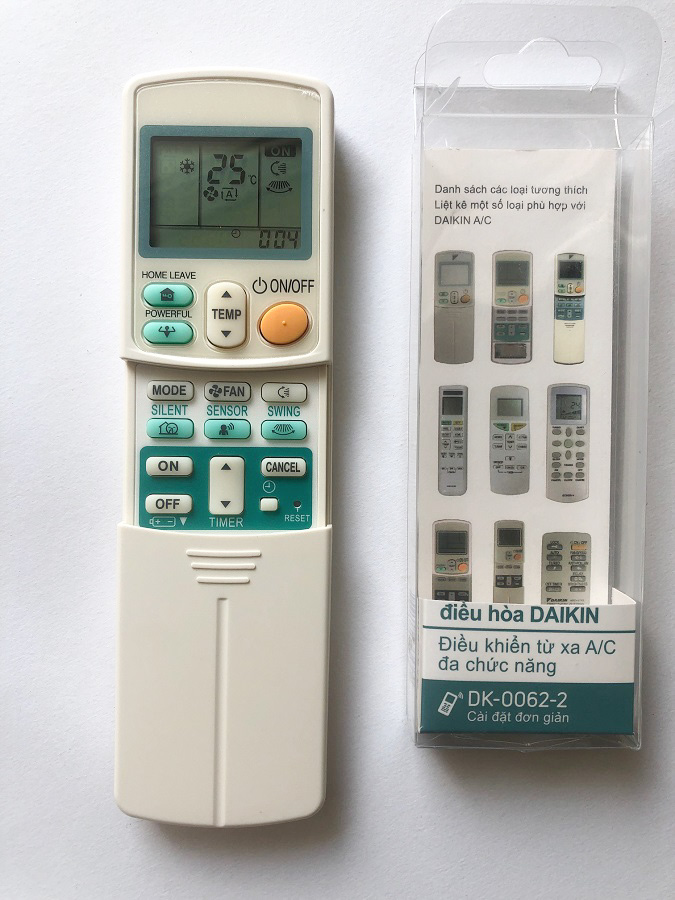 ON
25°C
A
004
HOME LEAVE
POWERFUL
TEMP
ON/OFF
MODE
FAN
SILENT
SENSOR
SWING
ON
CANCEL
OFF
TIMER
RESET
Danh sách các loại tương thích
Liệt kê một số loại phù hợp với
DAIKIN A/C
điều hòa DAIKIN
Điều khiển từ xa A/C
đa chức năng
DK-0062-2
Cài đặt đơn giản